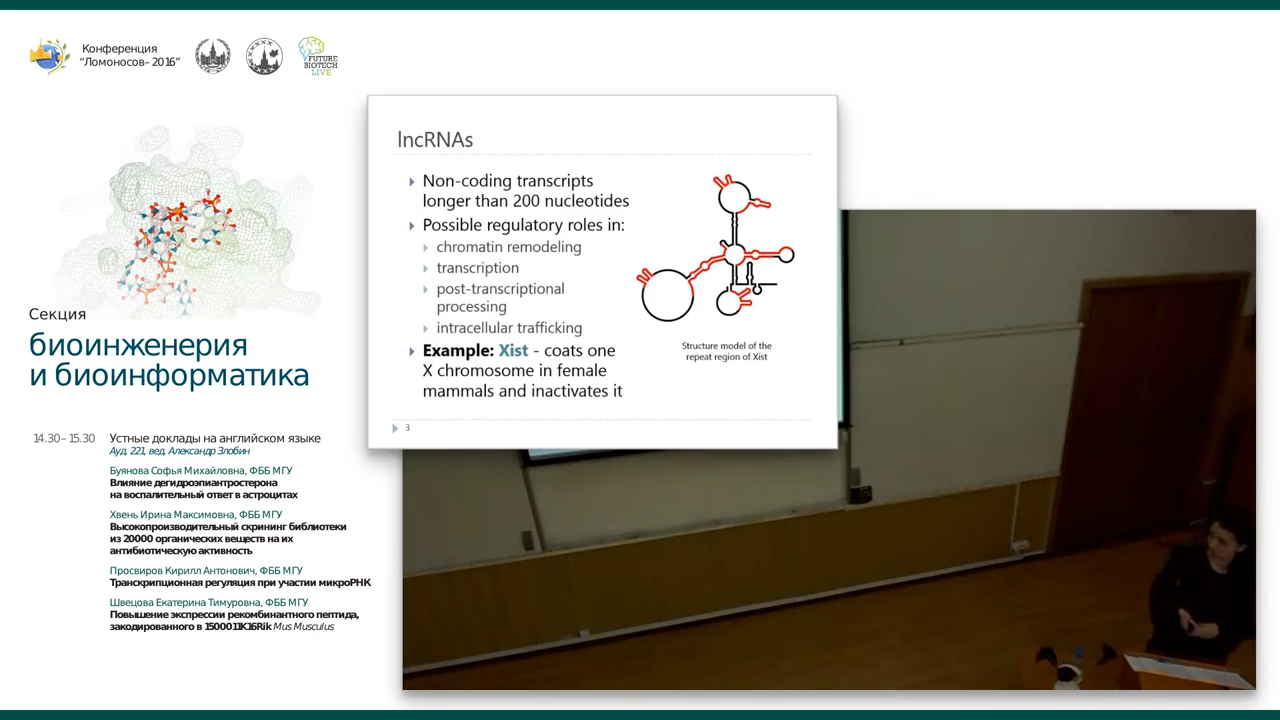 Конференция
“Ломоносов–2016”
FUTURE
BIOTECH
LIVE
Секция
биоинженерия
и биоинформатика
14.30–15.30 Устные доклады на английском языке
Ауд. 221, вед. Александр Злобин
Буянова Софья Михайловна, ФББ МГУ
Влияние дегидроэпиантростерона
на воспалительный ответ в астроцитах
Хвень Ирина Максимовна, ФББ МГУ
Высокопроизводительный скрининг библиотеки
из 20000 органических веществ на их
антибиотическую активность
Просвиров Кирилл Антонович, ФББ МГУ
Транскрипционная регуляция при участии микроРНК
Швецова Екатерина Тимуровна, ФББ МГУ
Повышение экспрессии рекомбинантного пептида,
закодированного в 1500011K16Rik Mus Musculus
lncRNAs
Non-coding transcripts
longer than 200 nucleotides
Possible regulatory roles in:
chromatin remodeling
transcription
post-transcriptional
processing
intracellular trafficking
Example: Xist - coats one
X chromosome in female
mammals and inactivates it
Structure model of the
repeat region of Xist
3